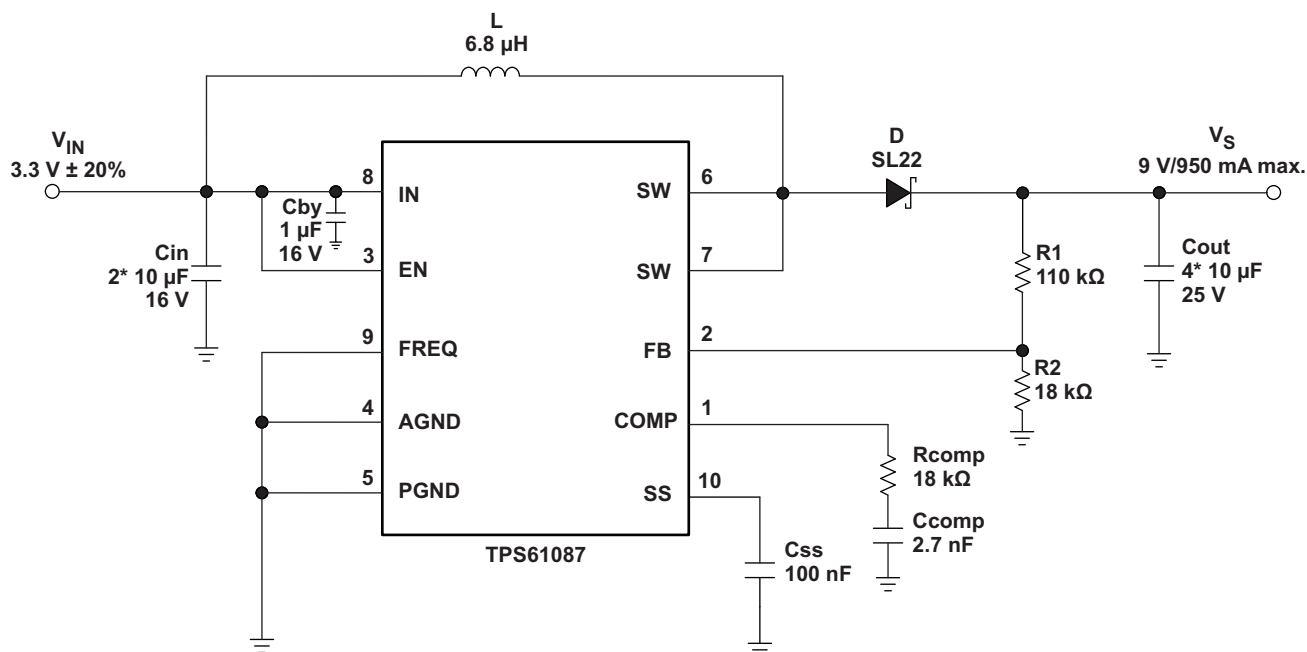 L
6.8 µH
VIN
3.3 V ± 20%
D
SL22
VS
9 V/950 mA max.
8
IN
SW
6
Cby
1 µF
16 V
Cin
2* 10 µF
16 V
3
EN
SW
7
R1
110 kΩ
Cout
4* 10 µF
25 V
9
FREQ
FB
2
R2
18 kΩ
4
AGND
COMP
1
Rcomp
18 kΩ
5
PGND
SS
10
Ccomp
2.7 nF
TPS61087
Css
100 nF